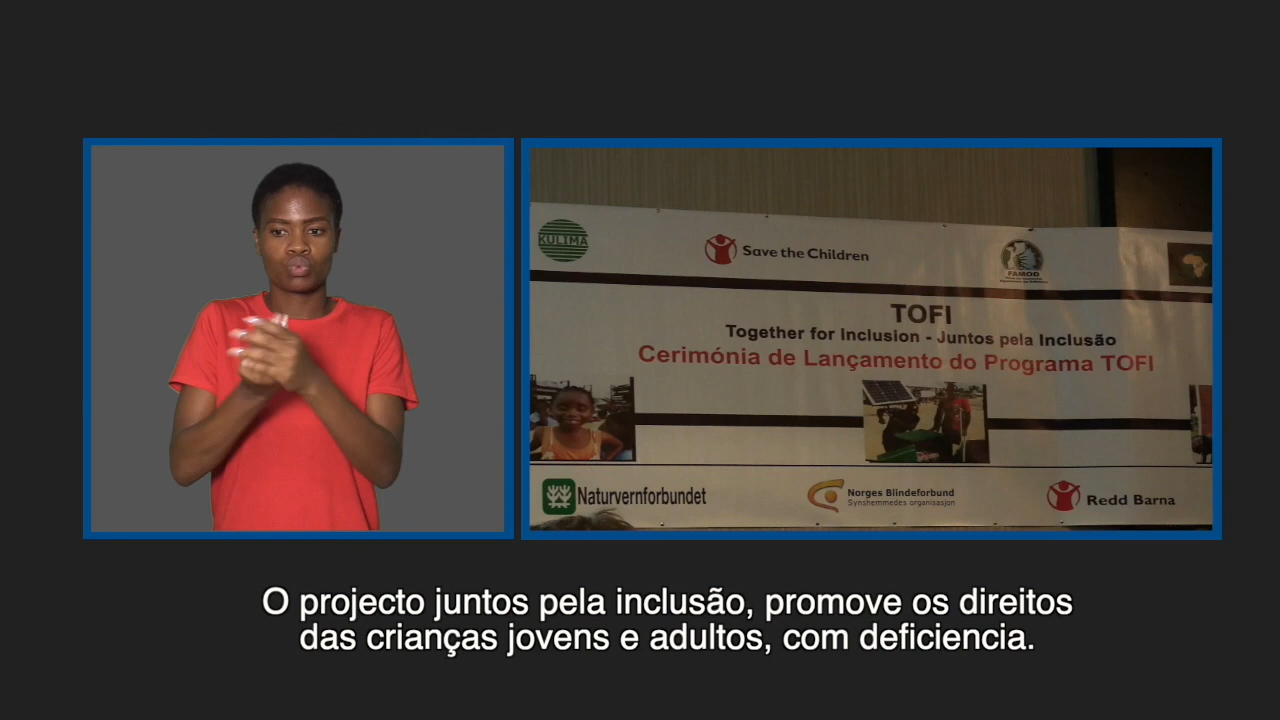 KULIMA
Save the Children
FAMOD
TOFI
Together for Inclusion - Juntos pela Inclusão
Cerimónia de Lançamento do Programa TOFI
Naturvernforbundet
Norges Blindeforbund
Synshemmedes organisasjon
Redd Barna
O projecto juntos pela inclusão, promove os direitos
das crianças jovens e adultos, com deficiencia.